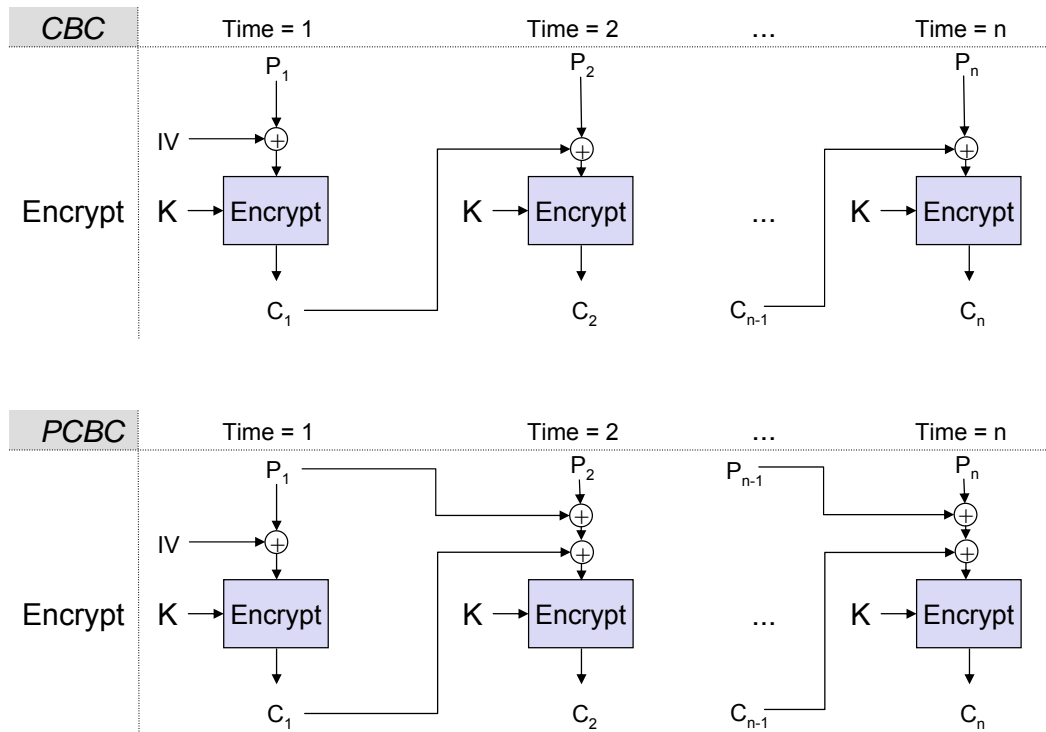 CBC Time = 1 Time = 2 ... Time = n
P1 P2 Pn
IV + + +
Encrypt K Encrypt K Encrypt ... K Encrypt
C1 C2 Cn-1 Cn
PCBC Time = 1 Time = 2 ... Time = n
P1 P2 Pn-1 Pn
+ +
IV + + +
Encrypt K Encrypt K Encrypt ... K Encrypt
C1 C2 Cn-1 Cn